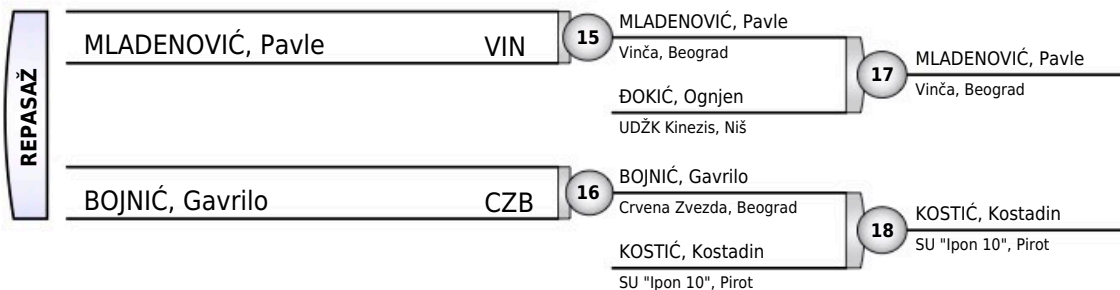 REPASAŽ
MLADENOVIĆ, Pavle VIN
15
MLADENOVIĆ, Pavle
Vinča, Beograd
ĐOKIĆ, Ognjen
UDŽK Kinezis, Niš
17
MLADENOVIĆ, Pavle
Vinča, Beograd
BOJNIĆ, Gavrilo CZB
16
BOJNIĆ, Gavrilo
Crvena Zvezda, Beograd
KOSTIĆ, Kostadin
SU "Ipon 10", Pirot
18
KOSTIĆ, Kostadin
SU "Ipon 10", Pirot